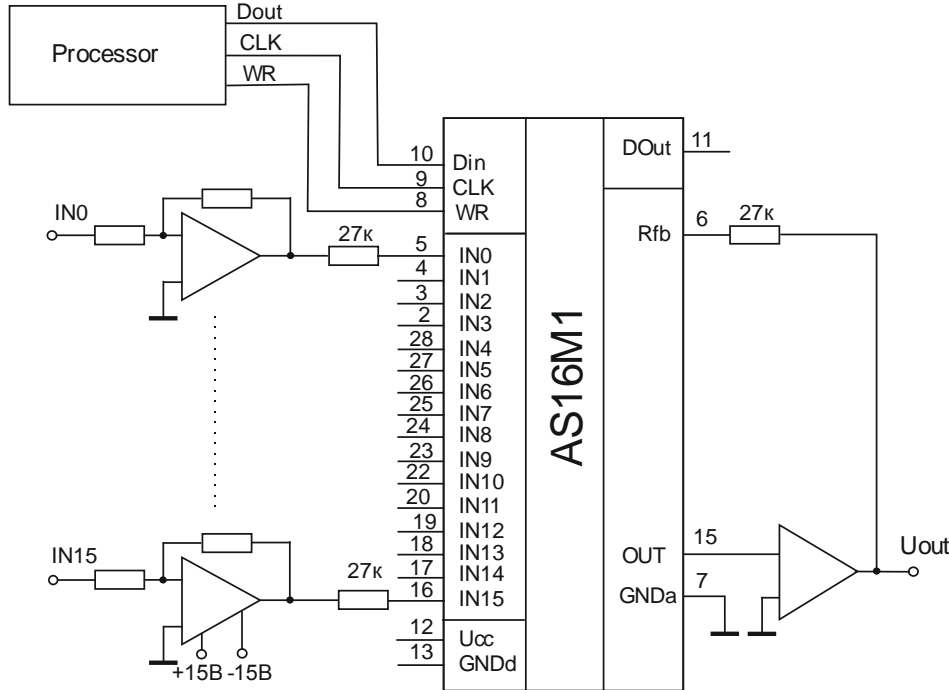 Dout
Processor
CLK
WR
10 Din
9 CLK
8 WR
DOut 11
IN0
27к
5 IN0
4 IN1
3 IN2
2 IN3
28 IN4
27 IN5
26 IN6
25 IN7
24 IN8
23 IN9
22 IN10
20 IN11
19 IN12
18 IN13
17 IN14
16 IN15
12 Ucc
13 GNDd
AS16M1
Rfb 6 27к
OUT 15
GNDa 7
Uout
IN15
27к
+15В -15В